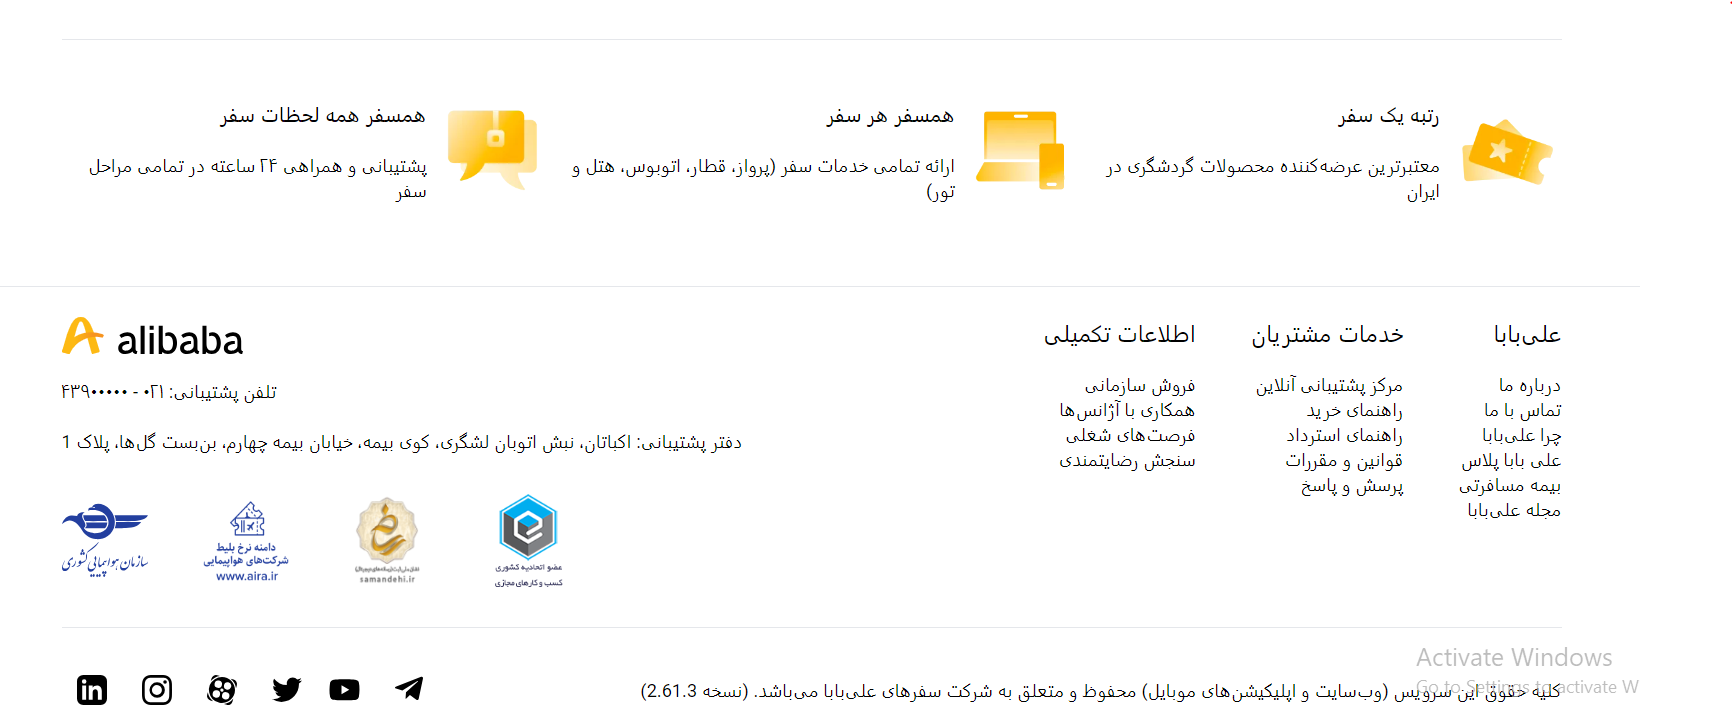 رتبه یک سفر
معتبرترین عرضه‌کننده محصولات گردشگری در
ایران
همسفر هر سفر
ارائه تمامی خدمات سفر (پرواز، قطار، اتوبوس، هتل و
تور)
همسفر همه لحظات سفر
پشتیبانی و همراهی ۲۴ ساعته در تمامی مراحل
سفر
علی‌بابا
درباره ما
تماس با ما
چرا علی‌بابا
علی بابا پلاس
بیمه مسافرتی
مجله علی‌بابا
خدمات مشتریان
مرکز پشتیبانی آنلاین
راهنمای خرید
راهنمای استرداد
قوانین و مقررات
پرسش و پاسخ
اطلاعات تکمیلی
فروش سازمانی
همکاری با آژانس‌ها
فرصت‌های شغلی
سنجش رضایتمندی
alibaba
تلفن پشتیبانی: ۰۲۱ - ۴۳۹۰۰۰۰۰
دفتر پشتیبانی: اکباتان، نبش اتوبان لشگری، کوی بیمه، خیابان بیمه چهارم، بن‌بست گل‌ها، پلاک 1
عضو اتحادیه کشوری
کسب و کارهای مجازی
samandehi.ir
دامنه نرخ بلیط
شرکت‌های هواپیمایی
www.aira.ir
سازمان هواپیمایی کشوری
کلیه حقوق این سرویس (وب‌سایت و اپلیکیشن‌های موبایل) محفوظ و متعلق به شرکت سفرهای علی‌بابا می‌باشد. (نسخه 2.61.3)
in
Activate Windows
Go to Settings to activate W